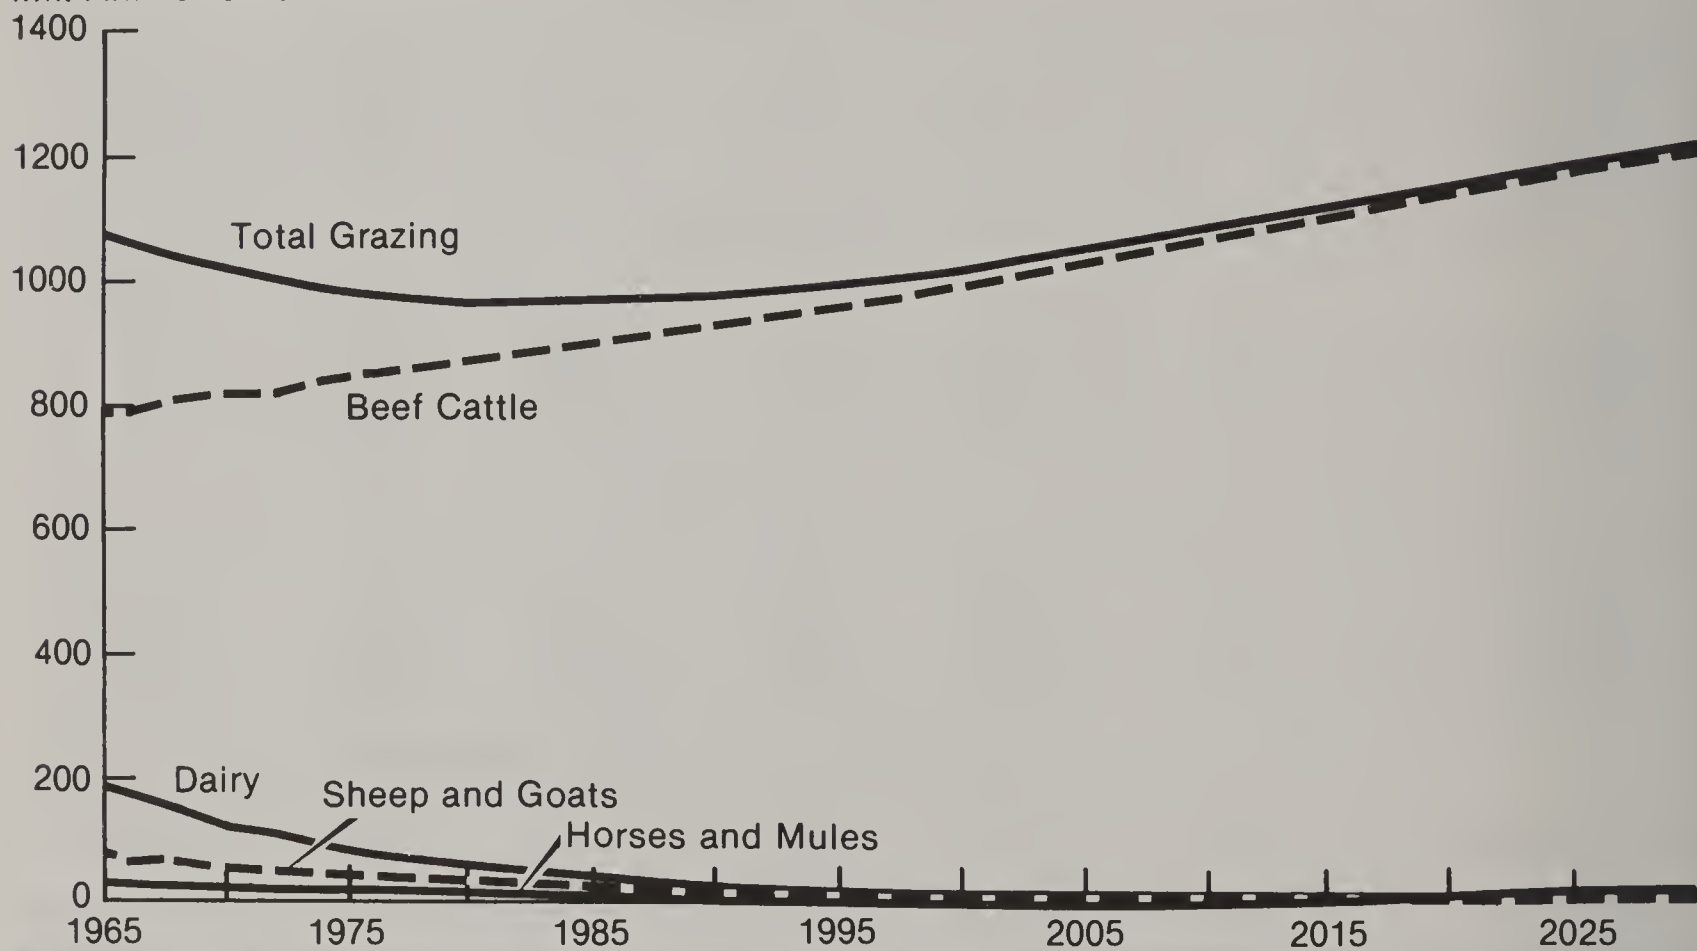 1400
1200
1000
800
600
400
200
0
Total Grazing
Beef Cattle
Dairy
Sheep and Goats
Horses and Mules
1965 1975 1985 1995 2005 2015 2025